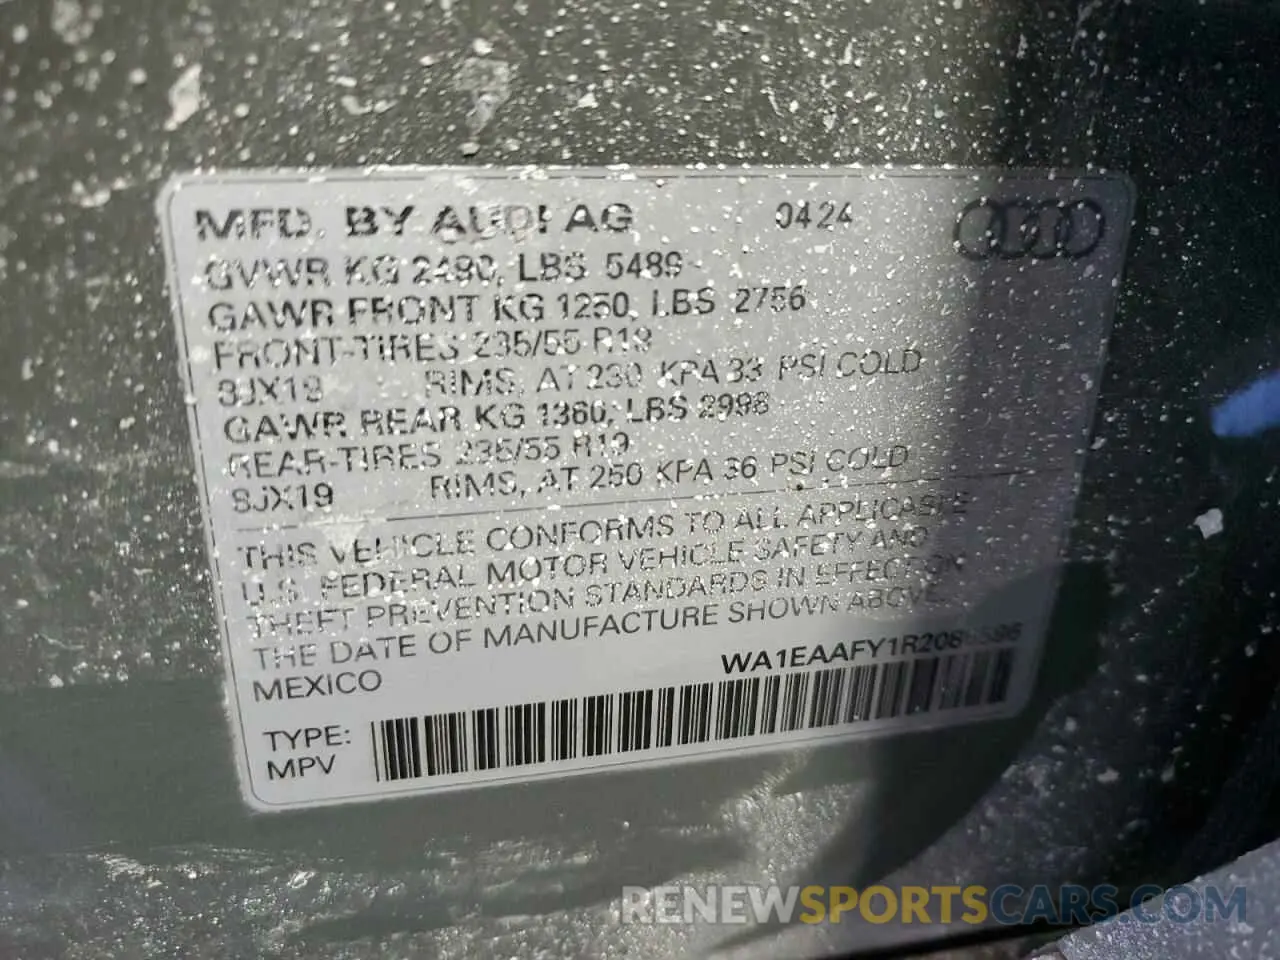 MFD. BY AUDI AG 0424
GVWR KG 2490, LBS 5489
GAWR FRONT KG 1250, LBS 2756
FRONT-TIRES 235/55 R19
8JX19 RIMS, AT 230 KPA 33 PSI COLD
GAWR REAR KG 1360, LBS 2998
REAR-TIRES 235/55 R19
8JX19 RIMS, AT 250 KPA 36 PSI COLD
THIS VEHICLE CONFORMS TO ALL APPLICABLE
U.S. FEDERAL MOTOR VEHICLE SAFETY AND
THEFT PREVENTION STANDARDS IN EFFECT ON
THE DATE OF MANUFACTURE SHOWN ABOVE.
MEXICO
TYPE:
MPV
RENEWSPORTSCARS.COM